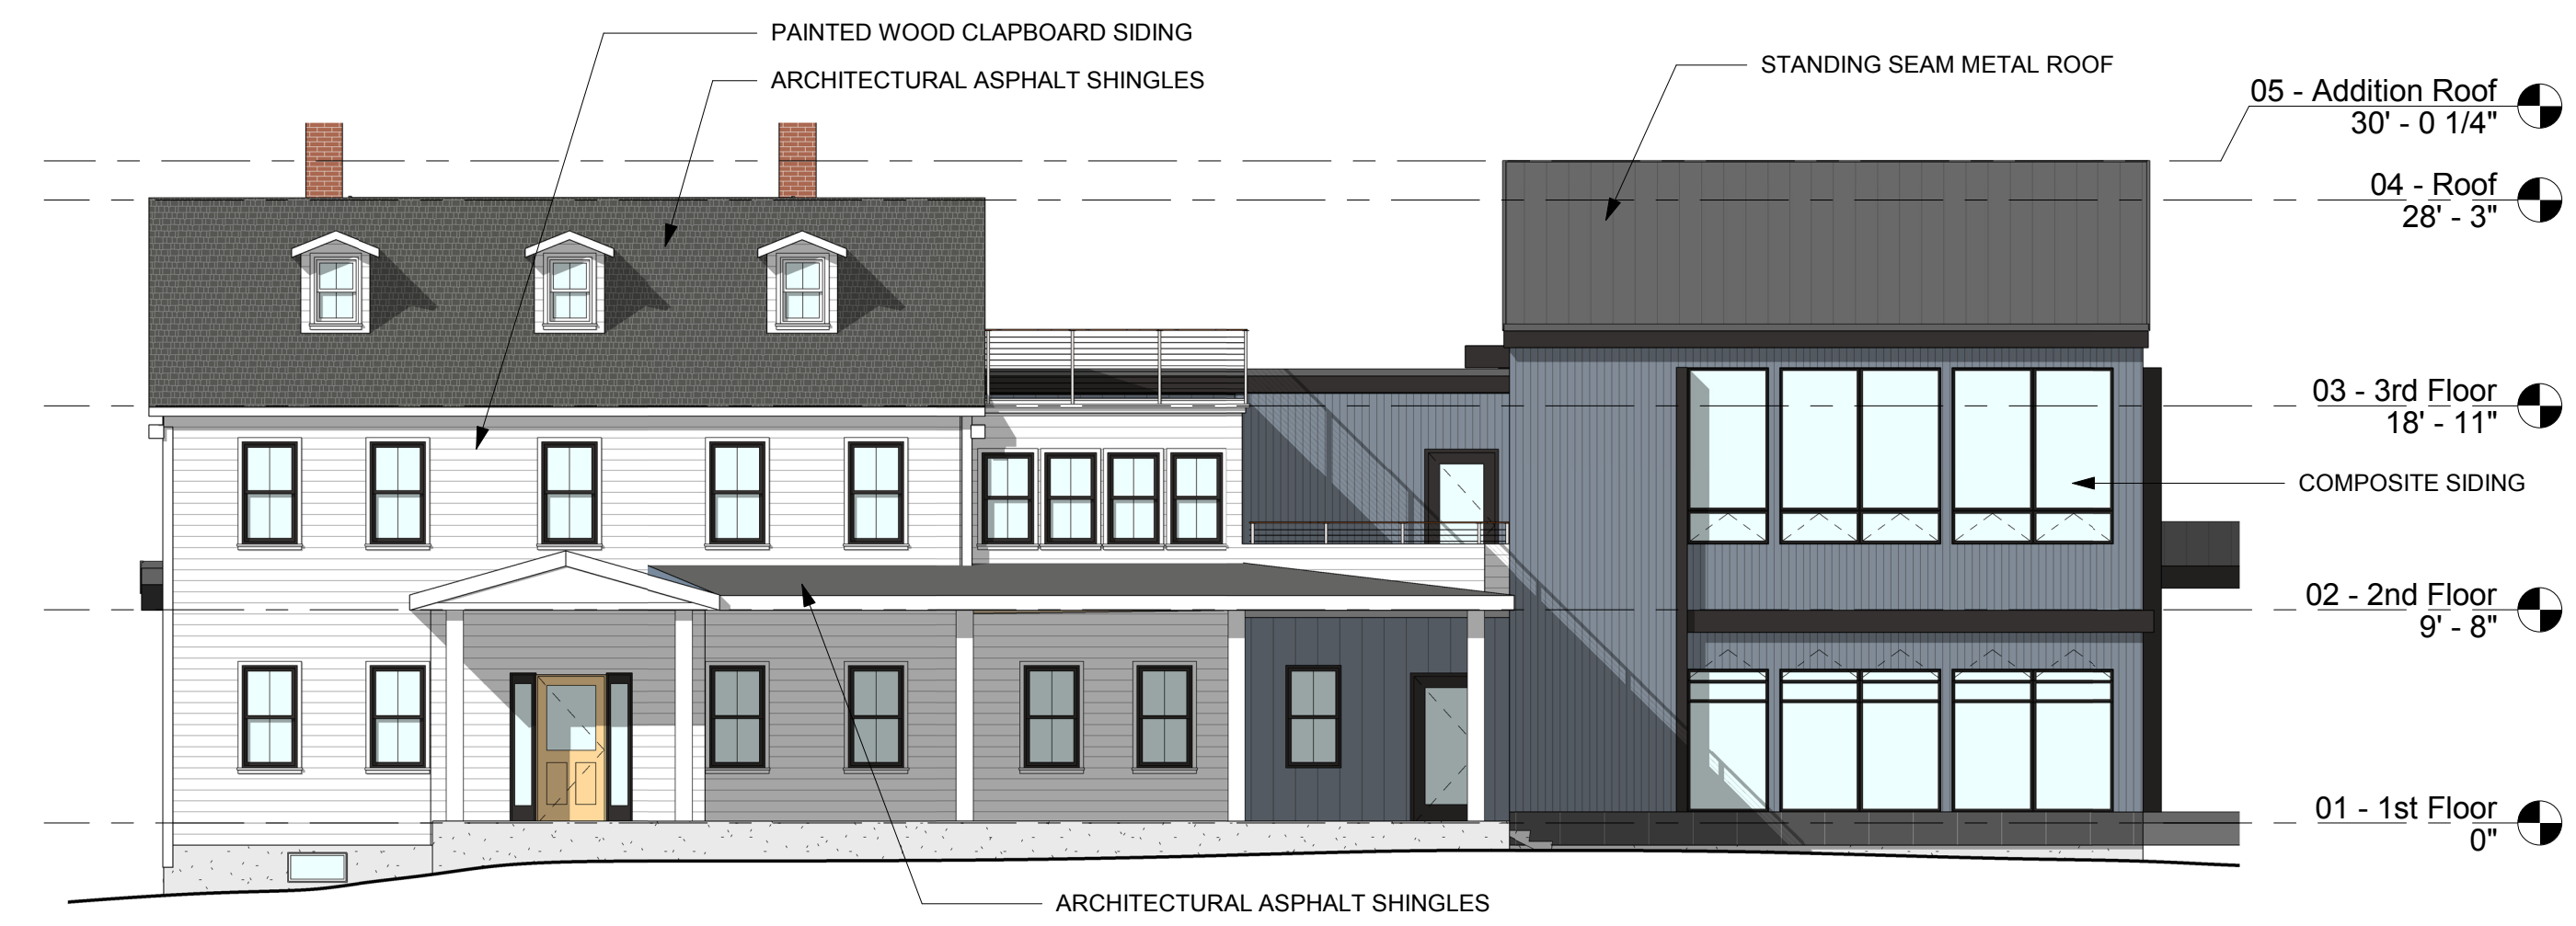 PAINTED WOOD CLAPBOARD SIDING
ARCHITECTURAL ASPHALT SHINGLES
STANDING SEAM METAL ROOF
05 - Addition Roof
30' - 0 1/4"
04 - Roof
28' - 3"
03 - 3rd Floor
18' - 11"
COMPOSITE SIDING
02 - 2nd Floor
9' - 8"
01 - 1st Floor
0"
ARCHITECTURAL ASPHALT SHINGLES